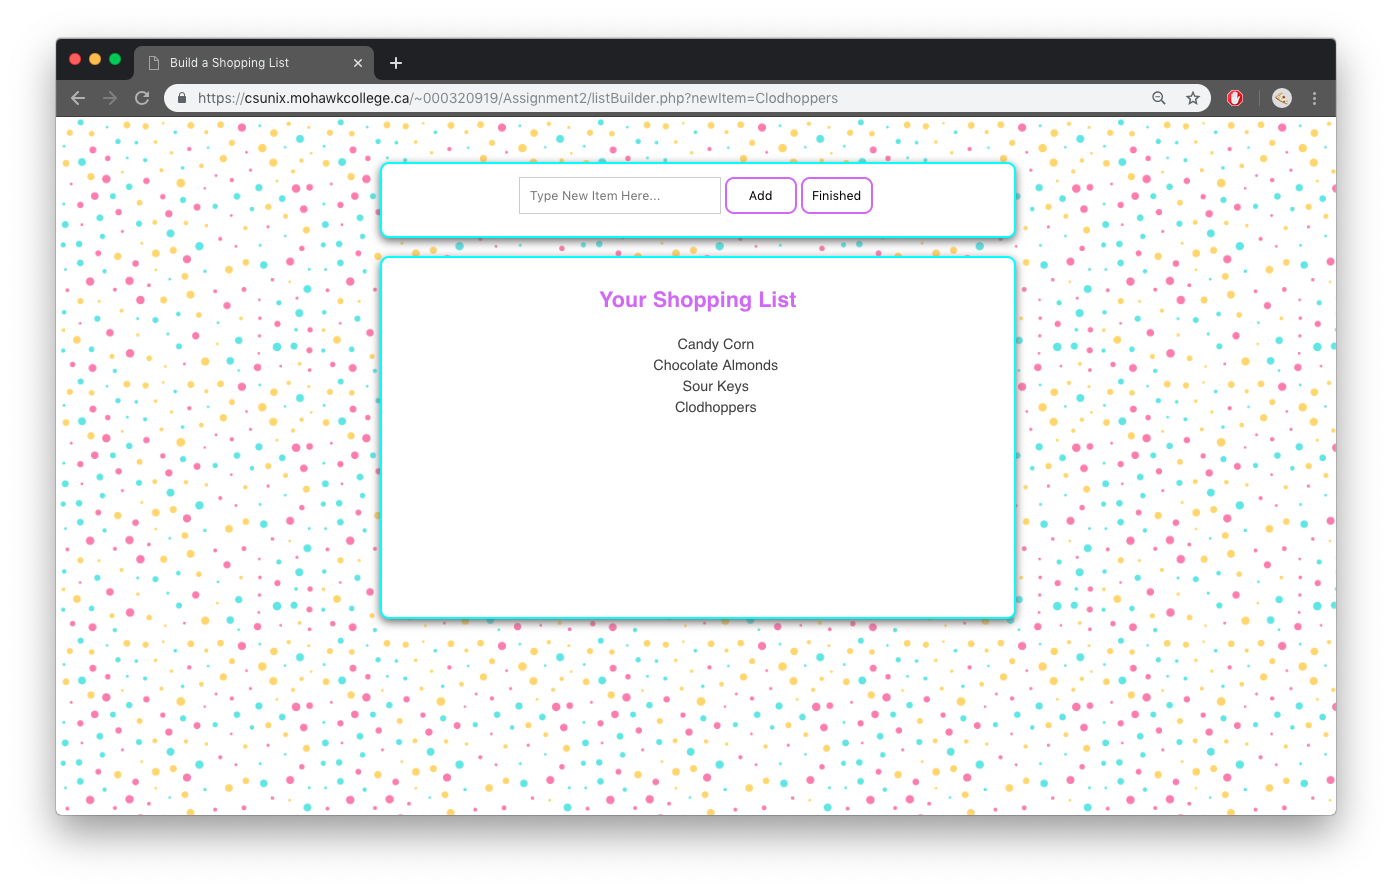 Build a Shopping List
https://csunix.mohawkcollege.ca/~000320919/Assignment2/listBuilder.php?newItem=Clodhoppers
Type New Item Here... Add Finished
Your Shopping List
Candy Corn
Chocolate Almonds
Sour Keys
Clodhoppers